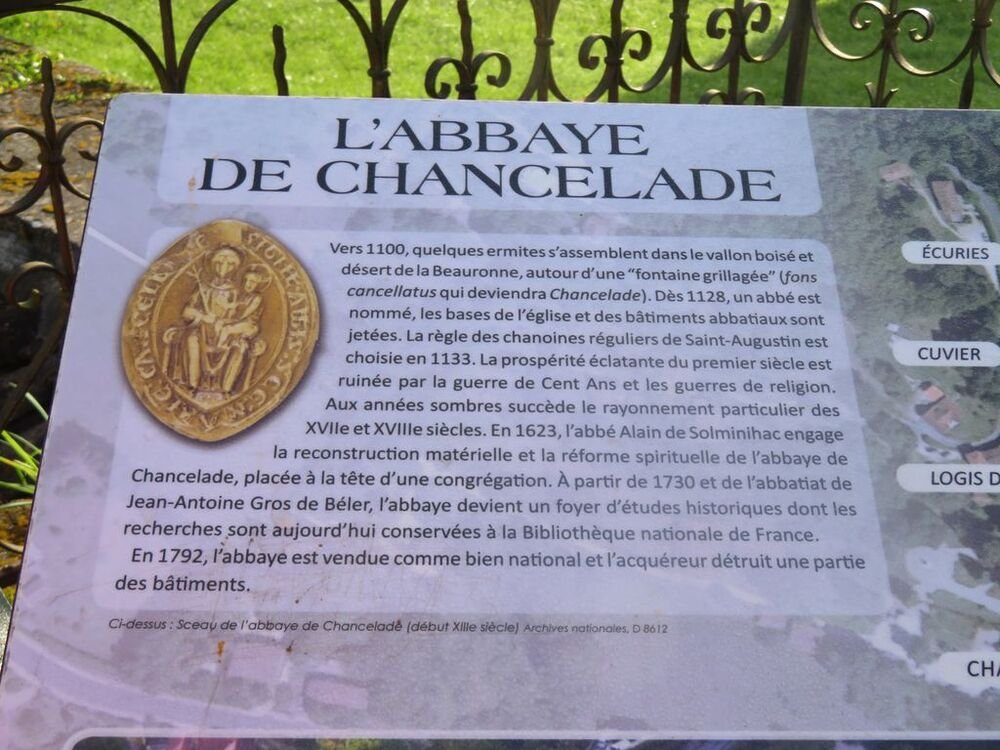 L'ABBAYE
DE CHANCELADE
Vers 1100, quelques ermites s'assemblent dans le vallon boisé et
désert de la Beauronne, autour d'une "fontaine grillagée" (fons
cancellatus qui deviendra Chancelade). Dès 1128, un abbé est
nommé, les bases de l'église et des bâtiments abbatiaux sont
jetées. La règle des chanoines réguliers de Saint-Augustin est
choisie en 1133. La prospérité éclatante du premier siècle est
ruinée par la guerre de Cent Ans et les guerres de religion.
Aux années sombres succède le rayonnement particulier des
XVIIe et XVIIIe siècles. En 1623, l'abbé Alain de Solminihac engage
la reconstruction matérielle et la réforme spirituelle de l'abbaye de
Chancelade, placée à la tête d'une congrégation. À partir de 1730 et de l'abbatiat de
Jean-Antoine Gros de Béler, l'abbaye devient un foyer d'études historiques dont les
recherches sont aujourd'hui conservées à la Bibliothèque nationale de France.
En 1792, l'abbaye est vendue comme bien national et l'acquéreur détruit une partie
des bâtiments.
Ci-dessus : Sceau de l'abbaye de Chancelade (début XIIIe siècle) Archives nationales, D 8612
ÉCURIES
CUVIER
LOGIS D
CHA